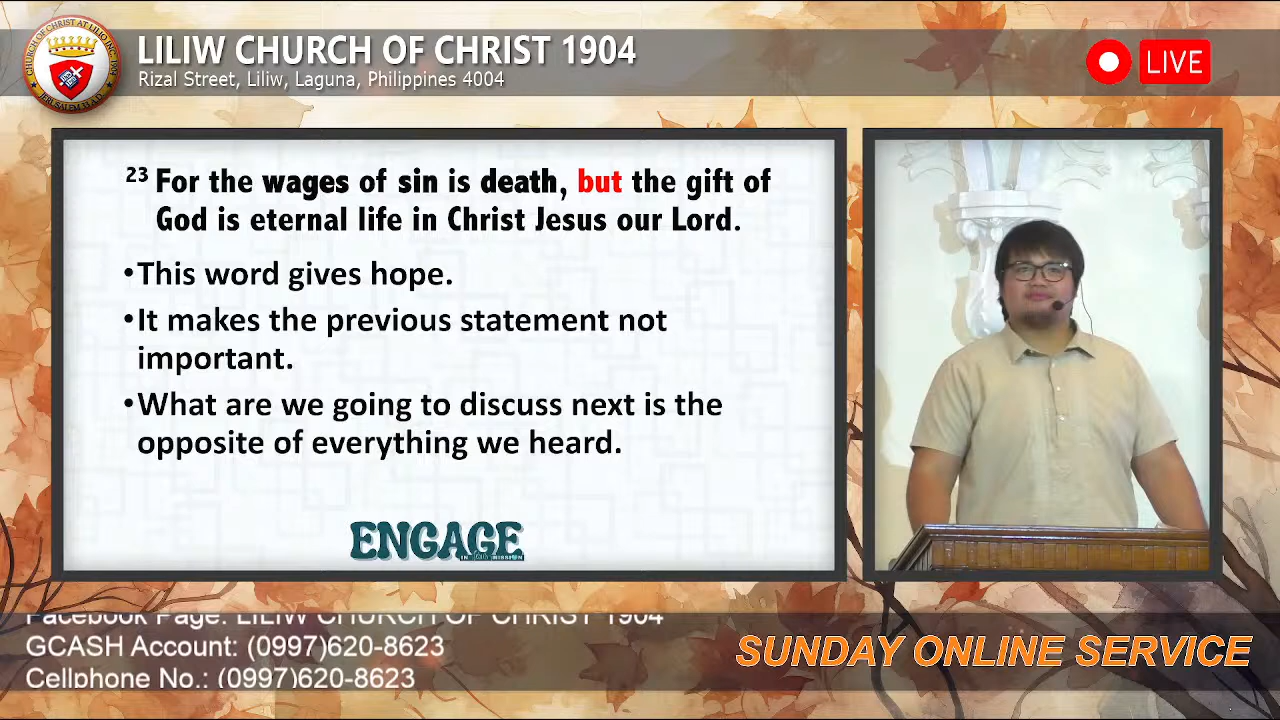 LILIW CHURCH OF CHRIST 1904
Rizal Street, Liliw, Laguna, Philippines 4004
LIVE
23 For the wages of sin is death, but the gift of
God is eternal life in Christ Jesus our Lord.
•This word gives hope.
•It makes the previous statement not
important.
•What are we going to discuss next is the
opposite of everything we heard.
ENGAGE
Facebook Page: LILIW CHURCH OF CHRIST 1904
GCASH Account: (0997)620-8623
Cellphone No.: (0997)620-8623
SUNDAY ONLINE SERVICE